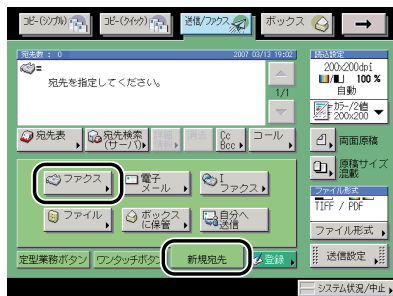 コピー(シンプル)
コピー(クイック)
送信/ファクス
ボックス
宛先数: 0
2007 03/13 19:02
宛先を指定してください。
1/1
宛先表
宛先検索
(サーバ)
詳細
情報
消去
Cc
Bcc
コール
ファクス
電子
メール
I
ファクス
ファイル
ボックス
に保管
自分へ
送信
定型業務ボタン
ワンタッチボタン
新規宛先
登録
読込設定
200x200dpi
100 %
自動
カラー/2値
200x200
両面原稿
原稿サイズ
混載
ファイル形式
TIFF / PDF
ファイル形式
送信設定
システム状況/中止